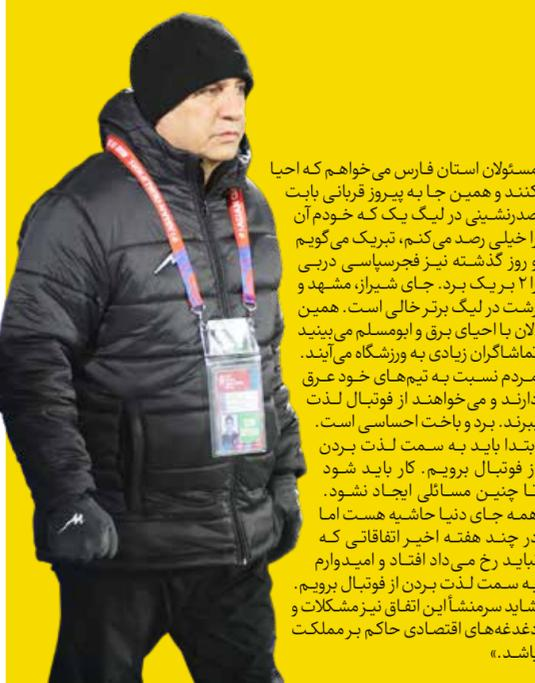 مسئولان استان فارس می‌خواهم که احیا
کنند و همین جا به پیروز قربانی بابت
صدرنشینی در لیگ یک که خودم آن
را خیلی رصد می‌کنم، تبریک می‌گویم
و روز گذشته نیز فجرسپاسی دربی
را ۲ بر یک برد. جای شیراز، مشهد و
رشت در لیگ برتر خالی است. همین
الان با احیای برق و ابومسلم می‌بینید
تماشاگران زیادی به ورزشگاه می‌آیند.
مردم نسبت به تیم‌های خود عرق
دارند و می‌خواهند از فوتبال لذت
ببرند. برد و باخت احساسی است.
ابتدا باید به سمت لذت بردن
از فوتبال برویم. کار باید شود
تا چنین مسائلی ایجاد نشود.
همه جای دنیا حاشیه هست اما
در چند هفته اخیر اتفاقاتی که
نباید رخ می‌داد افتاد و امیدوارم
به سمت لذت بردن از فوتبال برویم.
شاید سرمنشأ این اتفاق نیز مشکلات و
دغدغه‌های اقتصادی حاکم بر مملکت
باشد.»